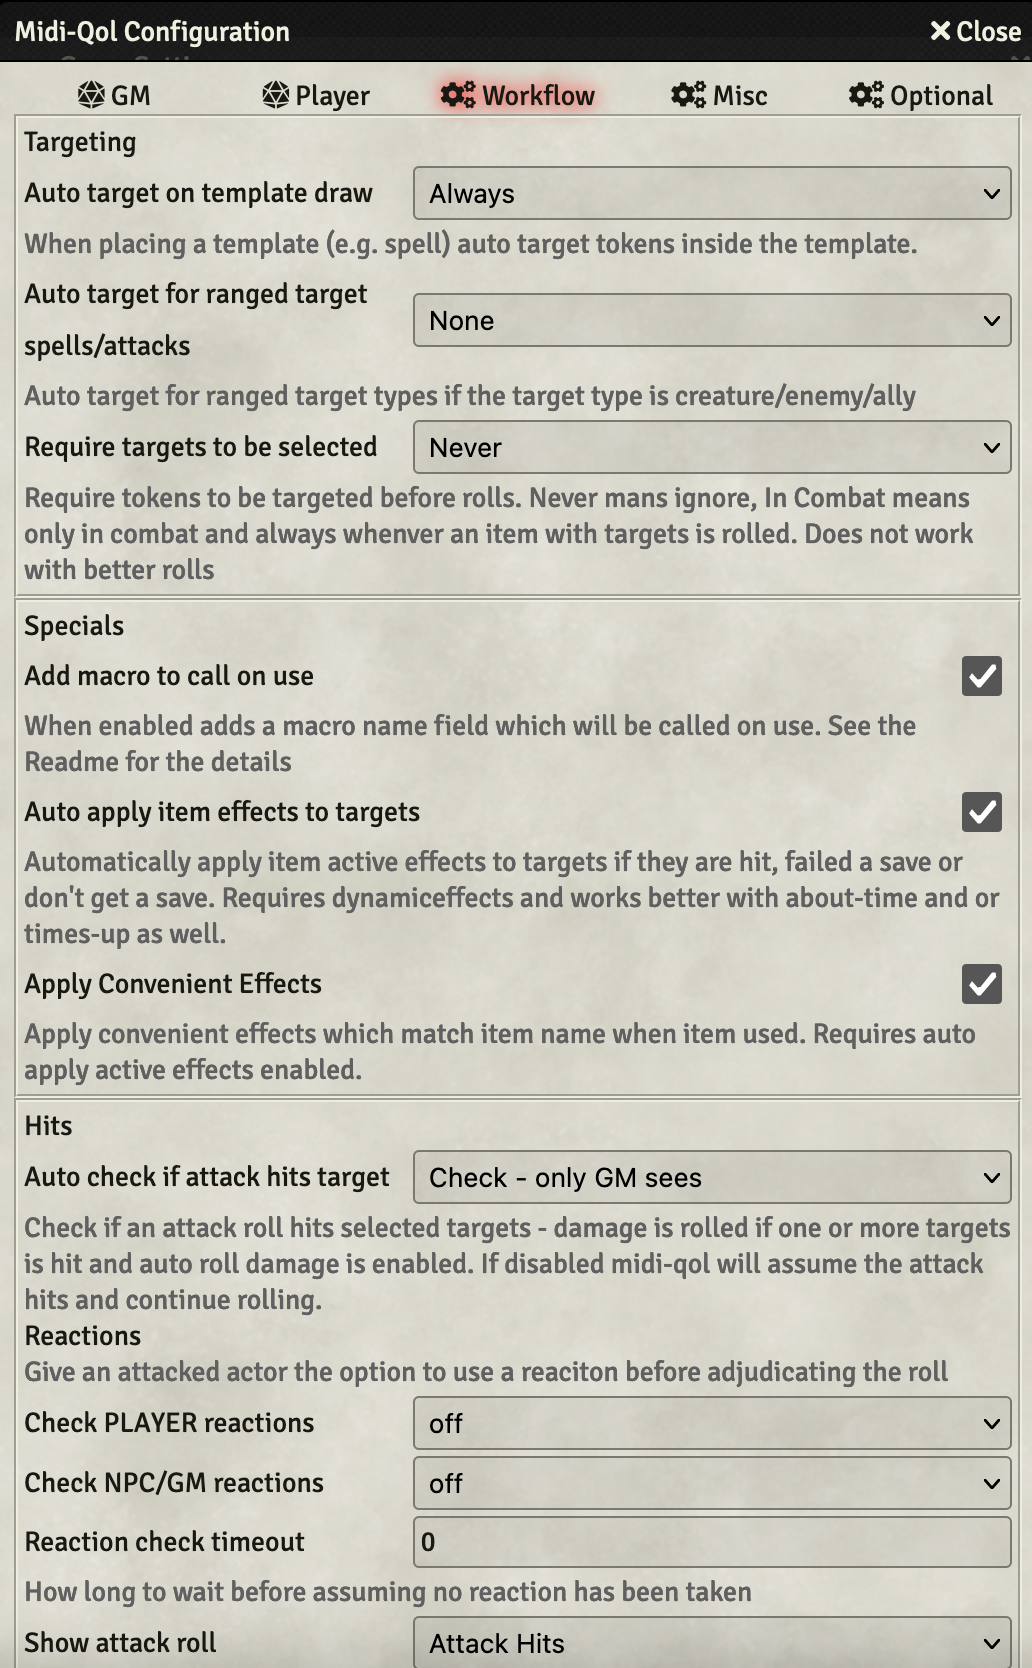 Midi-Qol Configuration
Close
GM
Player
Workflow
Misc
Optional
Targeting
Auto target on template draw
Always
When placing a template (e.g. spell) auto target tokens inside the template.
Auto target for ranged target
spells/attacks
None
Auto target for ranged target types if the target type is creature/enemy/ally
Require targets to be selected
Never
Require tokens to be targeted before rolls. Never mans ignore, In Combat means
only in combat and always whenver an item with targets is rolled. Does not work
with better rolls
Specials
Add macro to call on use
When enabled adds a macro name field which will be called on use. See the
Readme for the details
Auto apply item effects to targets
Automatically apply item active effects to targets if they are hit, failed a save or
don't get a save. Requires dynamiceffects and works better with about-time and or
times-up as well.
Apply Convenient Effects
Apply convenient effects which match item name when item used. Requires auto
apply active effects enabled.
Hits
Auto check if attack hits target
Check - only GM sees
Check if an attack roll hits selected targets - damage is rolled if one or more targets
is hit and auto roll damage is enabled. If disabled midi-qol will assume the attack
hits and continue rolling.
Reactions
Give an attacked actor the option to use a reaciton before adjudicating the roll
Check PLAYER reactions
off
Check NPC/GM reactions
off
Reaction check timeout
0
How long to wait before assuming no reaction has been taken
Show attack roll
Attack Hits